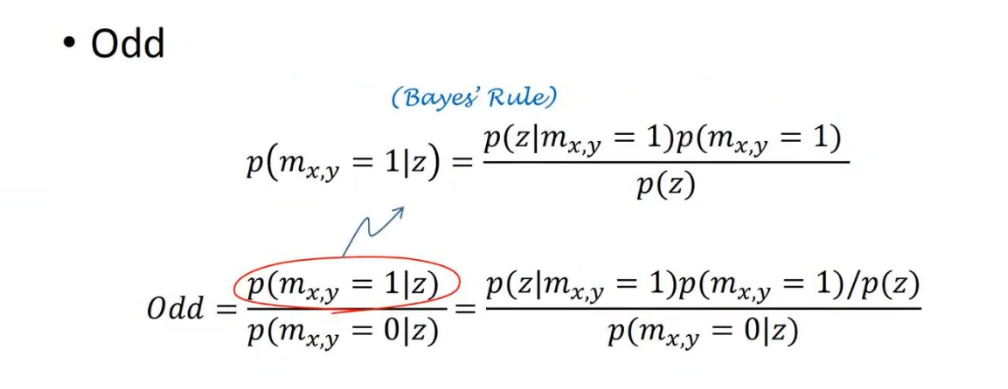 • Odd
(Bayes' Rule)
p(m_{x,y} = 1|z) = \frac{p(z|m_{x,y} = 1)p(m_{x,y} = 1)}{p(z)}
Odd = \frac{p(m_{x,y} = 1|z)}{p(m_{x,y} = 0|z)} = \frac{p(z|m_{x,y} = 1)p(m_{x,y} = 1)/p(z)}{p(m_{x,y} = 0|z)}